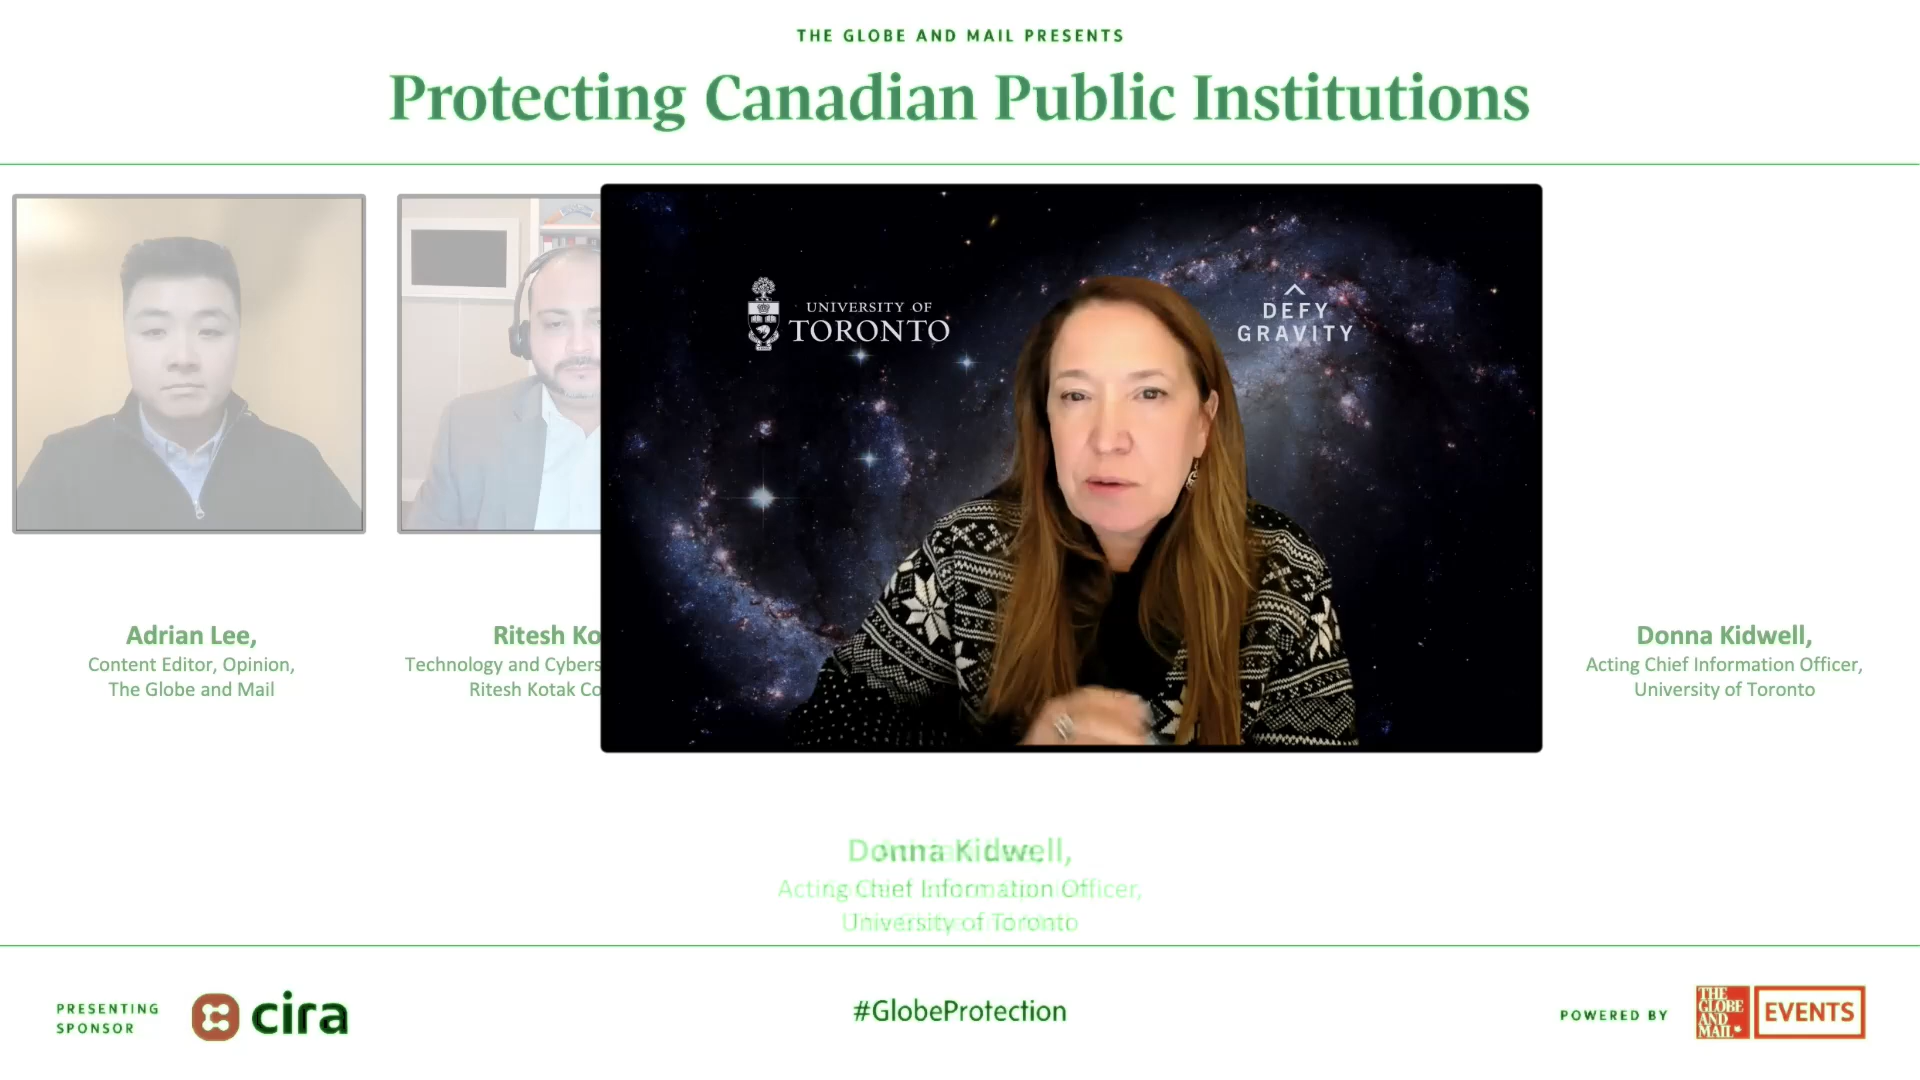 THE GLOBE AND MAIL PRESENTS
Protecting Canadian Public Institutions
UNIVERSITY OF
TORONTO
DEFY
GRAVITY
Adrian Lee,
Content Editor, Opinion,
The Globe and Mail
Ritesh Ko
Technology and Cybers
Ritesh Kotak Co
Donna Kidwell,
Acting Chief Information Officer,
University of Toronto
Donna Kidwell,
Acting Chief Information Officer,
University of Toronto
PRESENTING
SPONSOR
cira
#GlobeProtection
POWERED BY
THE
GLOBE
AND
MAIL
EVENTS